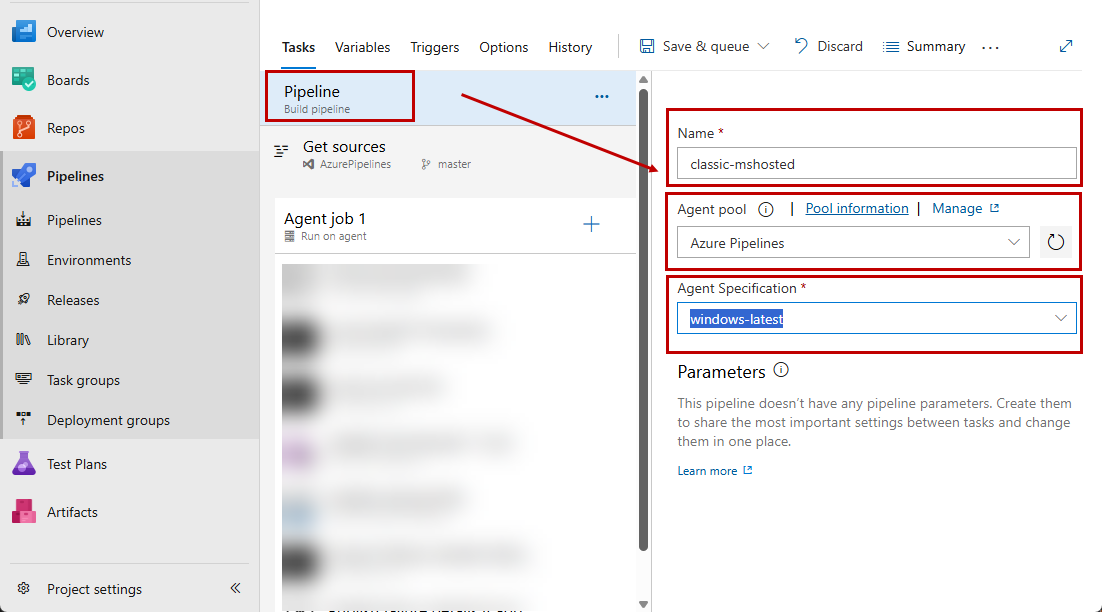 Overview
Boards
Repos
Pipelines
Pipelines
Environments
Releases
Library
Task groups
Deployment groups
Test Plans
Artifacts
Project settings
Tasks Variables Triggers Options History Save & queue Discard Summary ...
Pipeline
Build pipeline
...
Get sources
AzurePipelines master
Agent job 1
Run on agent
Name *
classic-mshosted
Agent pool | Pool information | Manage
Azure Pipelines
Agent Specification *
windows-latest
Parameters
This pipeline doesn't have any pipeline parameters. Create them
to share the most important settings between tasks and change
them in one place.
Learn more